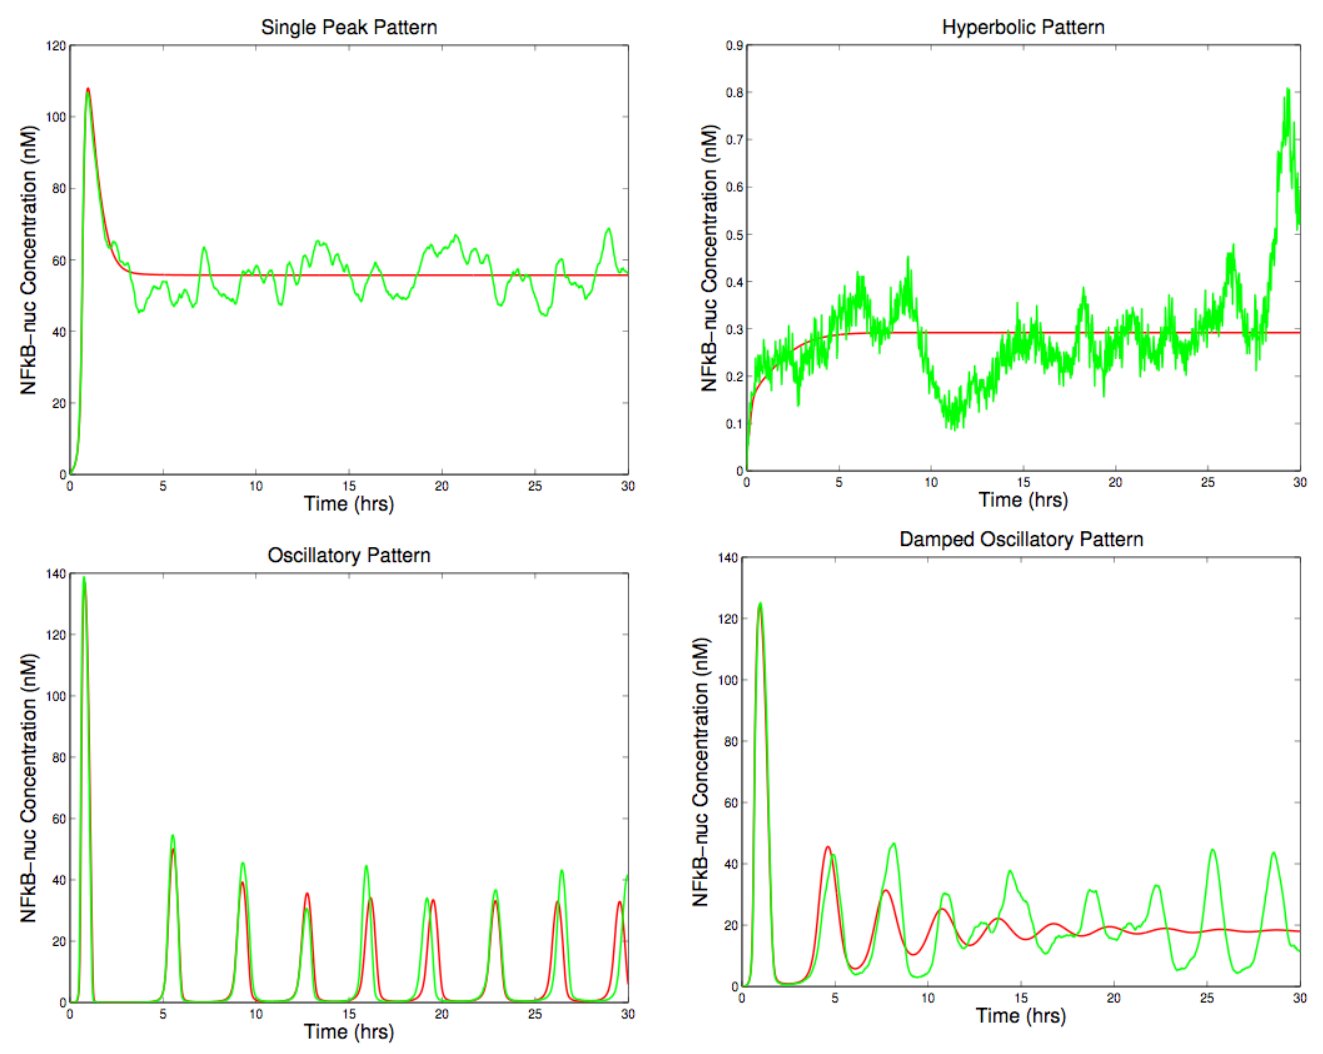 Single Peak Pattern
NFkB-nuc Concentration (nM)
120
100
80
60
40
20
0
0 5 10 15 20 25 30
Time (hrs)
Hyperbolic Pattern
NFkB-nuc Concentration (nM)
0.9
0.8
0.7
0.6
0.5
0.4
0.3
0.2
0.1
0
0 5 10 15 20 25 30
Time (hrs)
Oscillatory Pattern
NFkB-nuc Concentration (nM)
140
120
100
80
60
40
20
0
0 5 10 15 20 25 30
Time (hrs)
Damped Oscillatory Pattern
NFkB-nuc Concentration (nM)
140
120
100
80
60
40
20
0
0 5 10 15 20 25 30
Time (hrs)